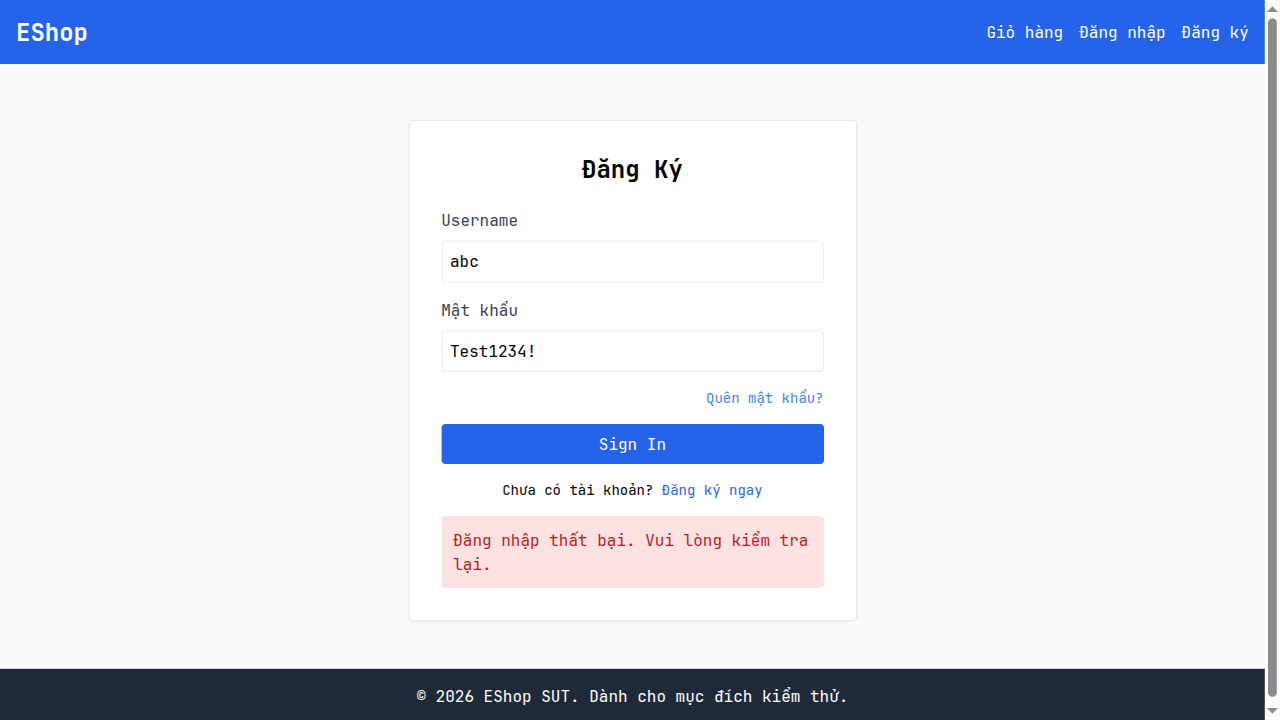 EShop
Giỏ hàng Đăng nhập Đăng ký
Đăng Ký
Username
abc
Mật khẩu
Test1234!
Quên mật khẩu?
Sign In
Chưa có tài khoản? Đăng ký ngay
Đăng nhập thất bại. Vui lòng kiểm tra
lại.
© 2026 EShop SUT. Dành cho mục đích kiểm thử.